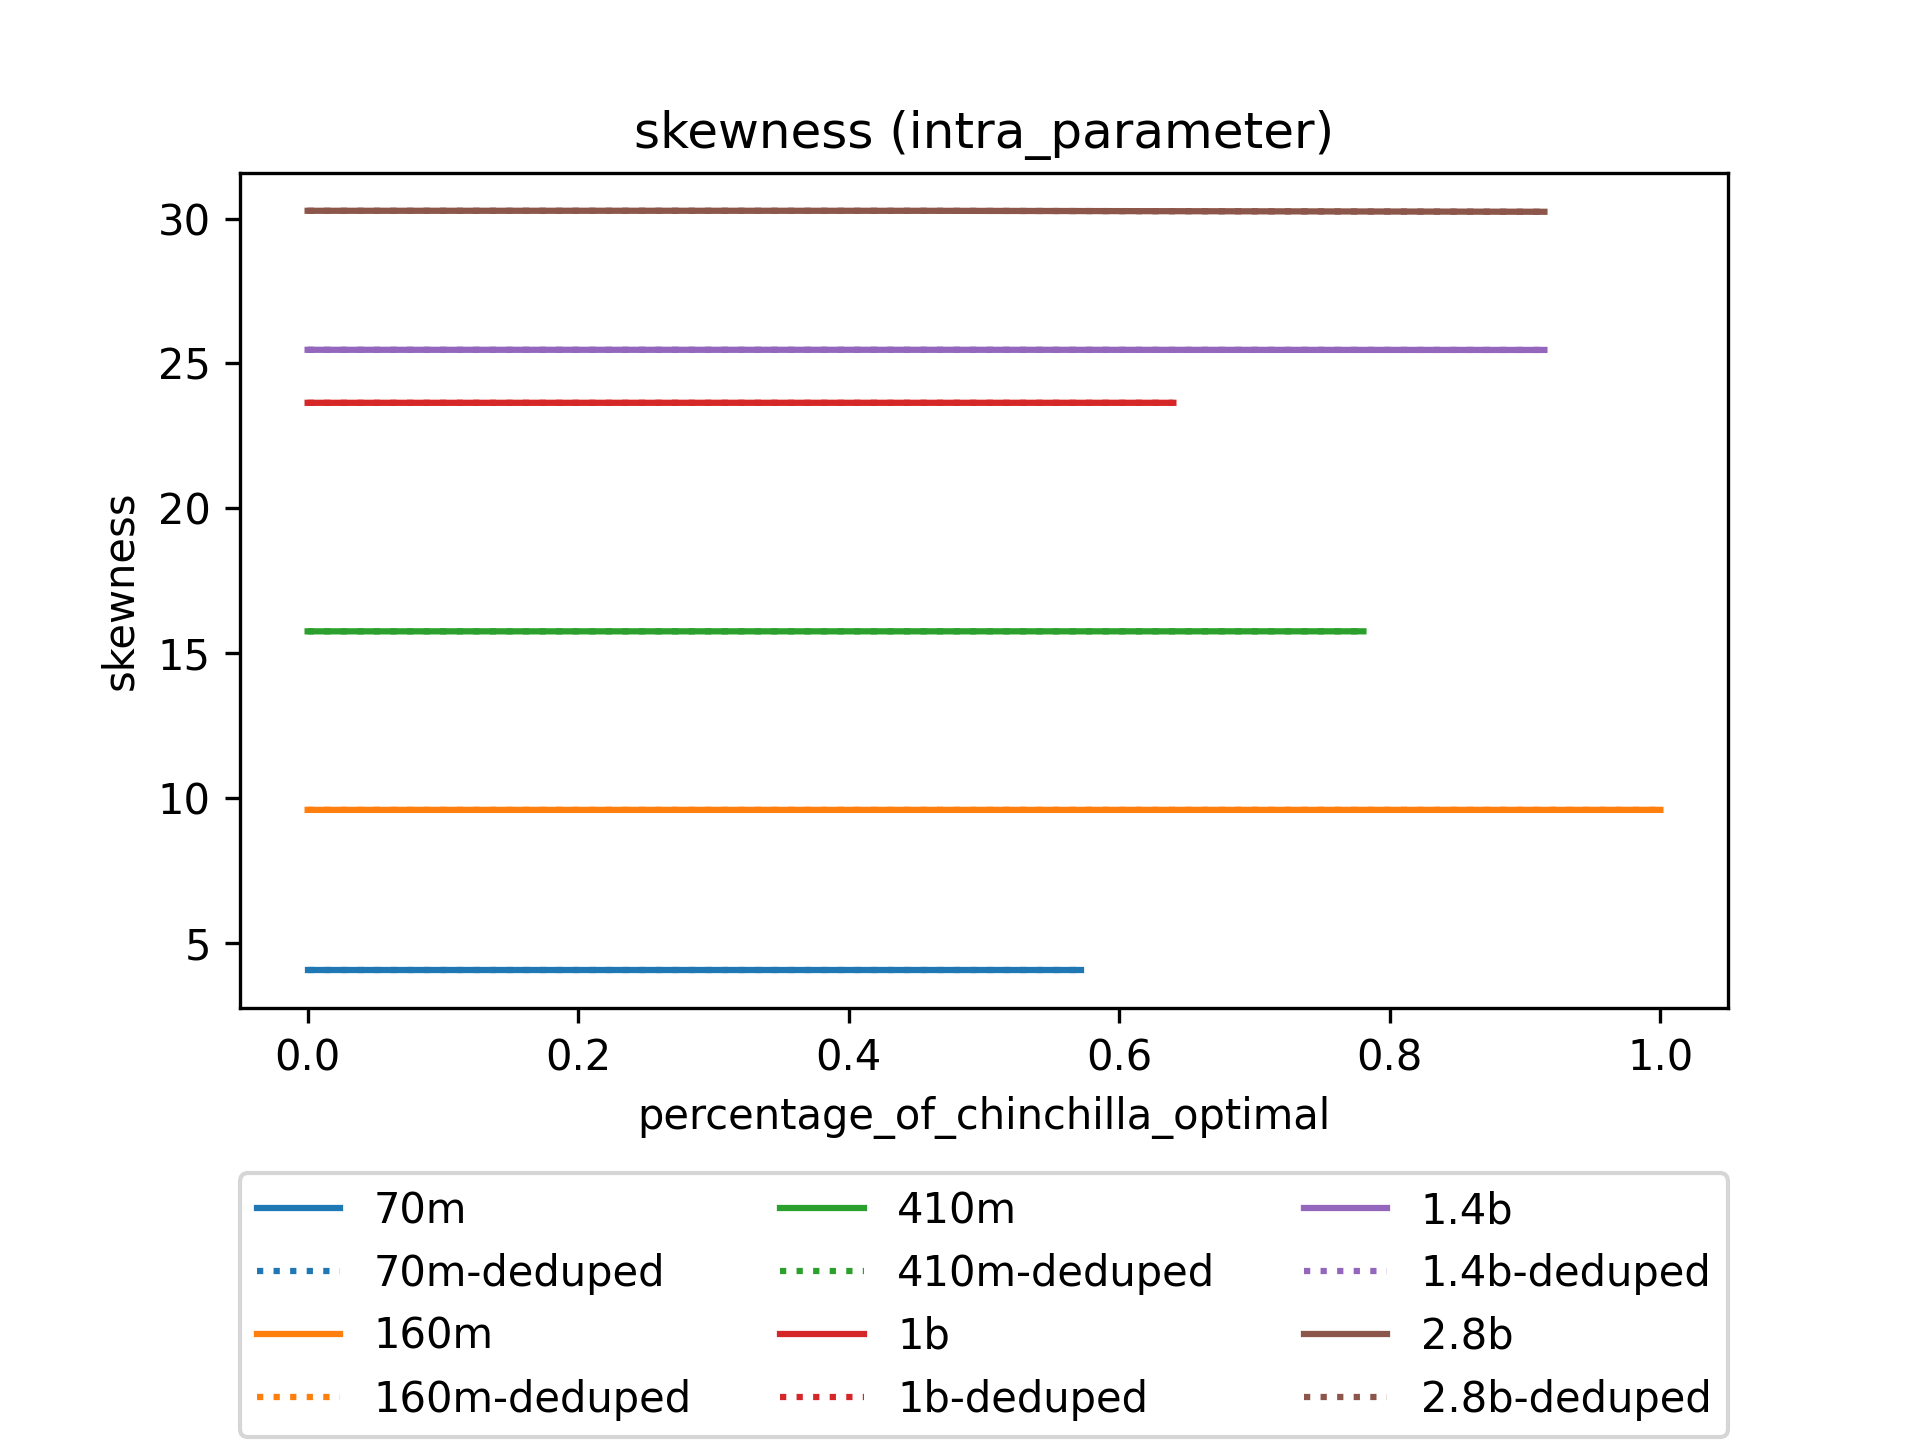 skewness (intra_parameter)
30
25
20
15
10
5
skewness
0.0 0.2 0.4 0.6 0.8 1.0
percentage_of_chinchilla_optimal
70m
70m-deduped
160m
160m-deduped
410m
410m-deduped
1b
1b-deduped
1.4b
1.4b-deduped
2.8b
2.8b-deduped